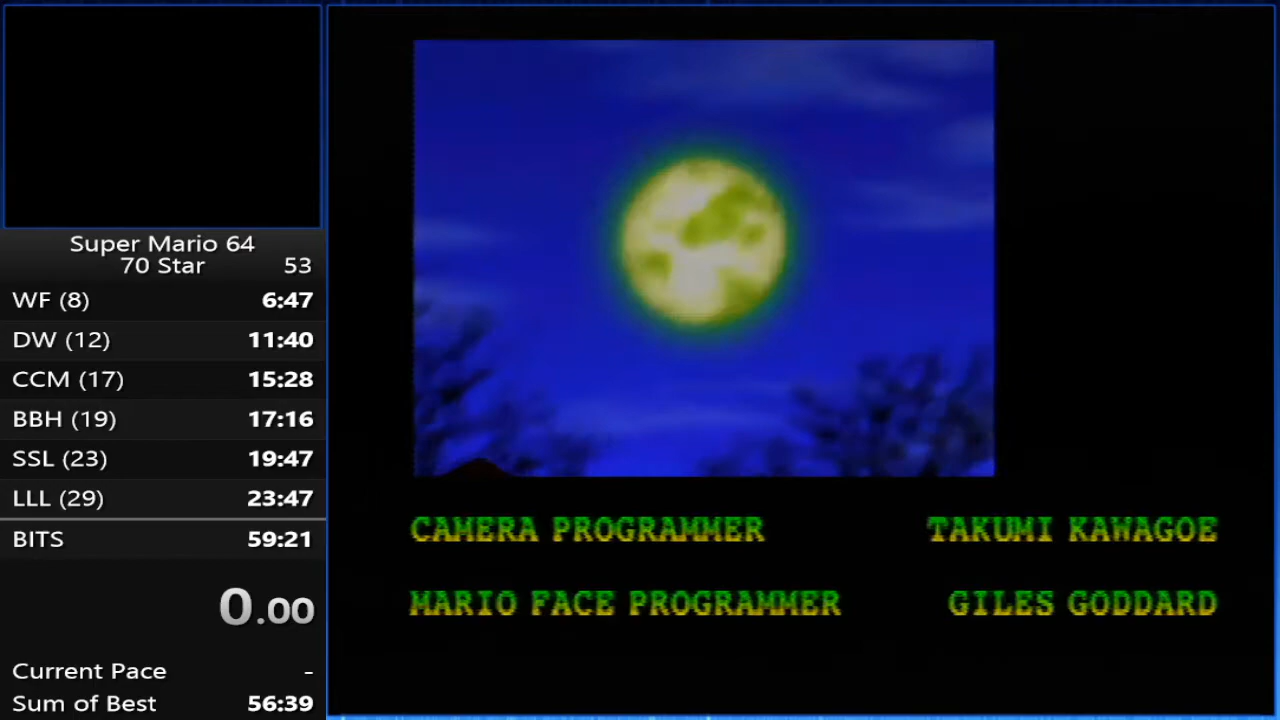 Super Mario 64
70 Star 53
WF (8) 6:47
DW (12) 11:40
CCM (17) 15:28
BBH (19) 17:16
SSL (23) 19:47
LLL (29) 23:47
BITS 59:21
0.00
Current Pace -
Sum of Best 56:39
CAMERA PROGRAMMER TAKUMI KAWAGOE
MARIO FACE PROGRAMMER GILES GODDARD